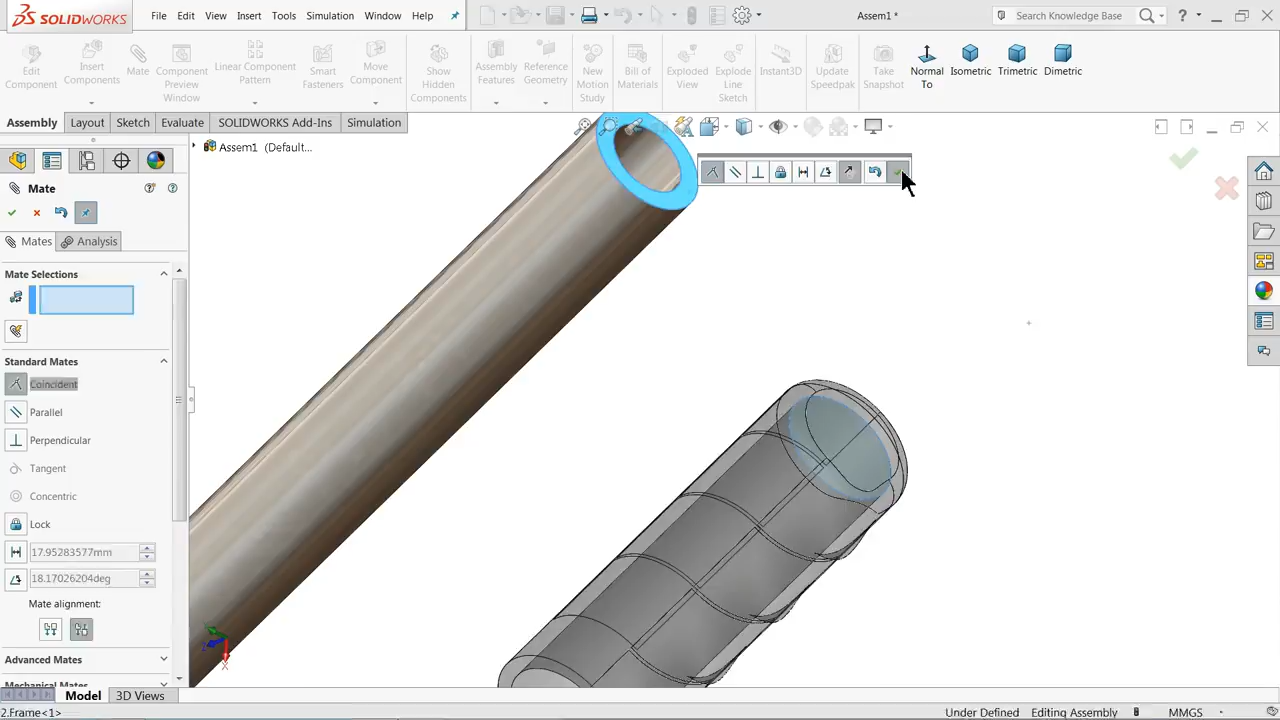 SOLIDWORKS File Edit View Insert Tools Simulation Window Help Assem1 * Search Knowledge Base ?
Edit Component
Insert Components
Mate
Component Preview Window
Linear Component Pattern
Smart Fasteners
Move Component
Show Hidden Components
Assembly Features
Reference Geometry
New Motion Study
Bill of Materials
Exploded View
Explode Line Sketch
Instant3D
Update Speedpak
Take Snapshot
Normal To
Isometric
Trimetric
Dimetric
Assembly Layout Sketch Evaluate SOLIDWORKS Add-Ins Simulation
Assem1 (Default...
Mate
Mates Analysis
Mate Selections
Standard Mates
Coincident
Parallel
Perpendicular
Tangent
Concentric
Lock
17.95283577mm
18.17026204deg
Mate alignment:
Advanced Mates
Mechanical Mates
X
Model 3D Views
2.Frame<1> Under Defined Editing Assembly MMGS